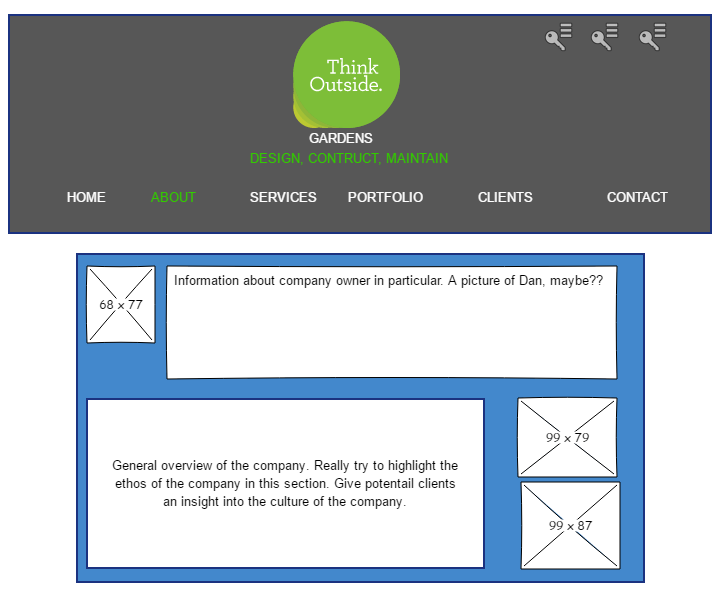 Think
Outside.
GARDENS
DESIGN, CONTRUCT, MAINTAIN
HOME ABOUT SERVICES PORTFOLIO CLIENTS CONTACT
68 x 77
Information about company owner in particular. A picture of Dan, maybe??
General overview of the company. Really try to highlight the
ethos of the company in this section. Give potentail clients
an insight into the culture of the company.
99 x 79
99 x 87